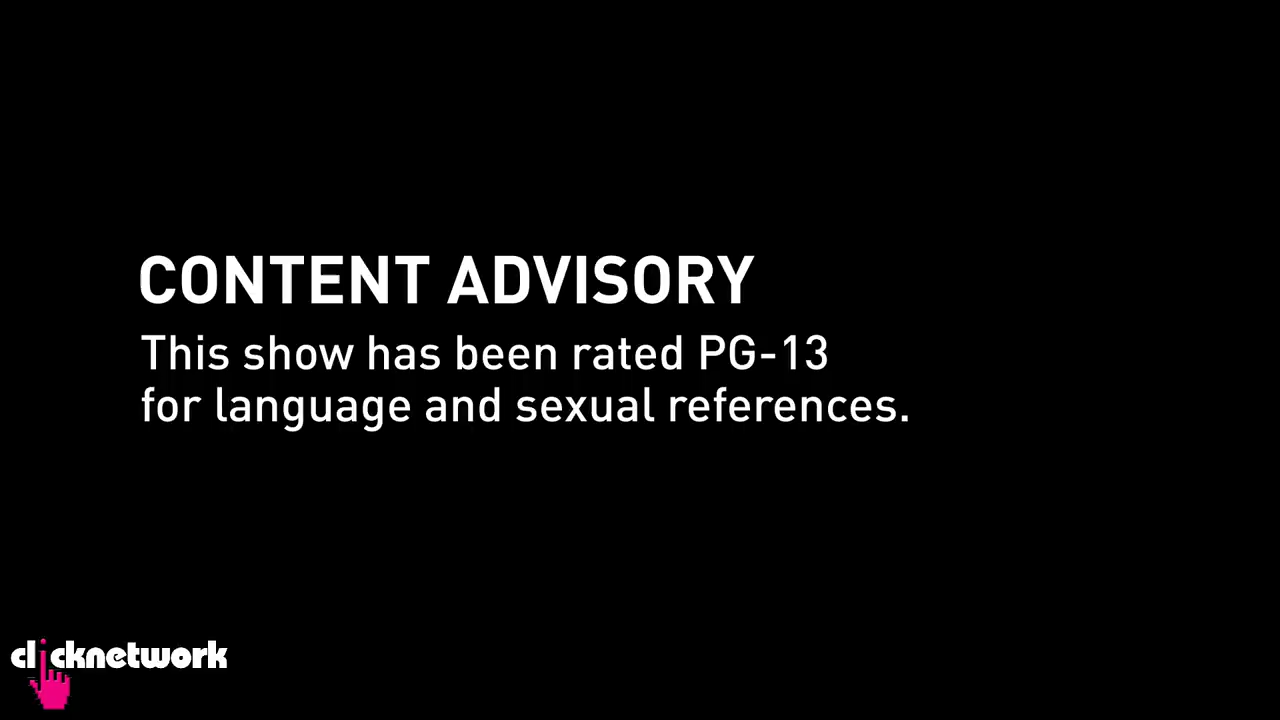 CONTENT ADVISORY
This show has been rated PG-13
for language and sexual references.
clicknetwork